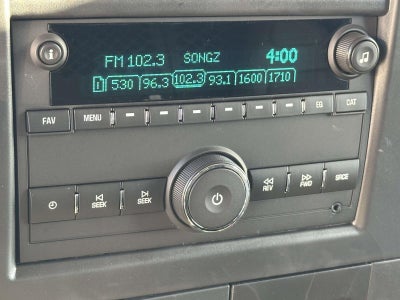 FM 102.3 SONGZ 4:00
1 530 96.3 102.3 93.1 1600 1710
FAV MENU EQ CAT
SEEK SEEK REV FWD SRCE